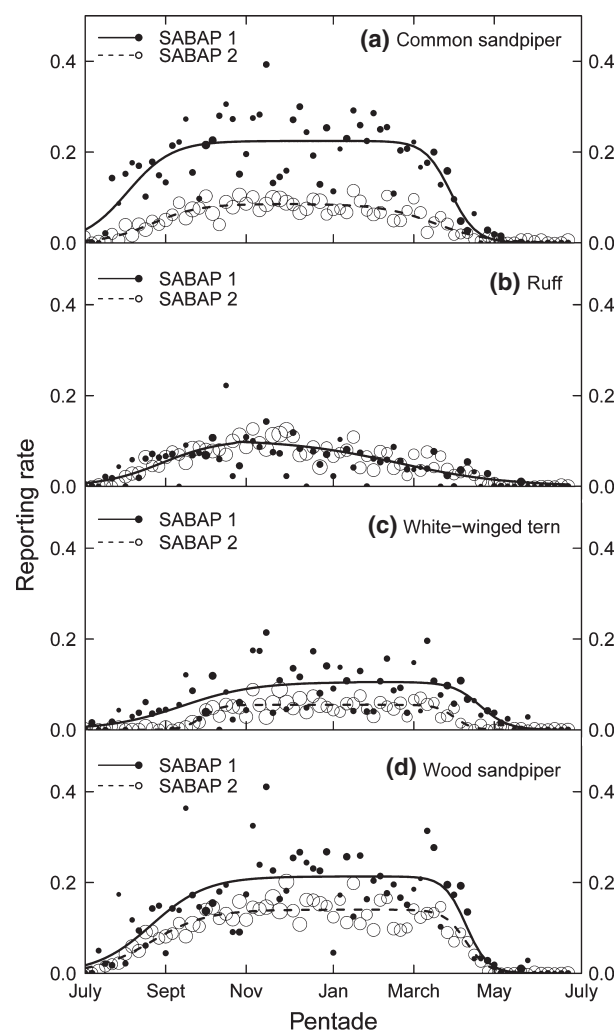 SABAP 1
SABAP 2
(a) Common sandpiper
0.4 0.4
0.2 0.2
0.0 0.0
SABAP 1
SABAP 2
(b) Ruff
0.4 0.4
0.2 0.2
0.0 0.0
SABAP 1
SABAP 2
(c) White-winged tern
0.4 0.4
0.2 0.2
0.0 0.0
SABAP 1
SABAP 2
(d) Wood sandpiper
0.4 0.4
0.2 0.2
0.0 0.0
Reporting rate
July Sept Nov Jan March May July
Pentade